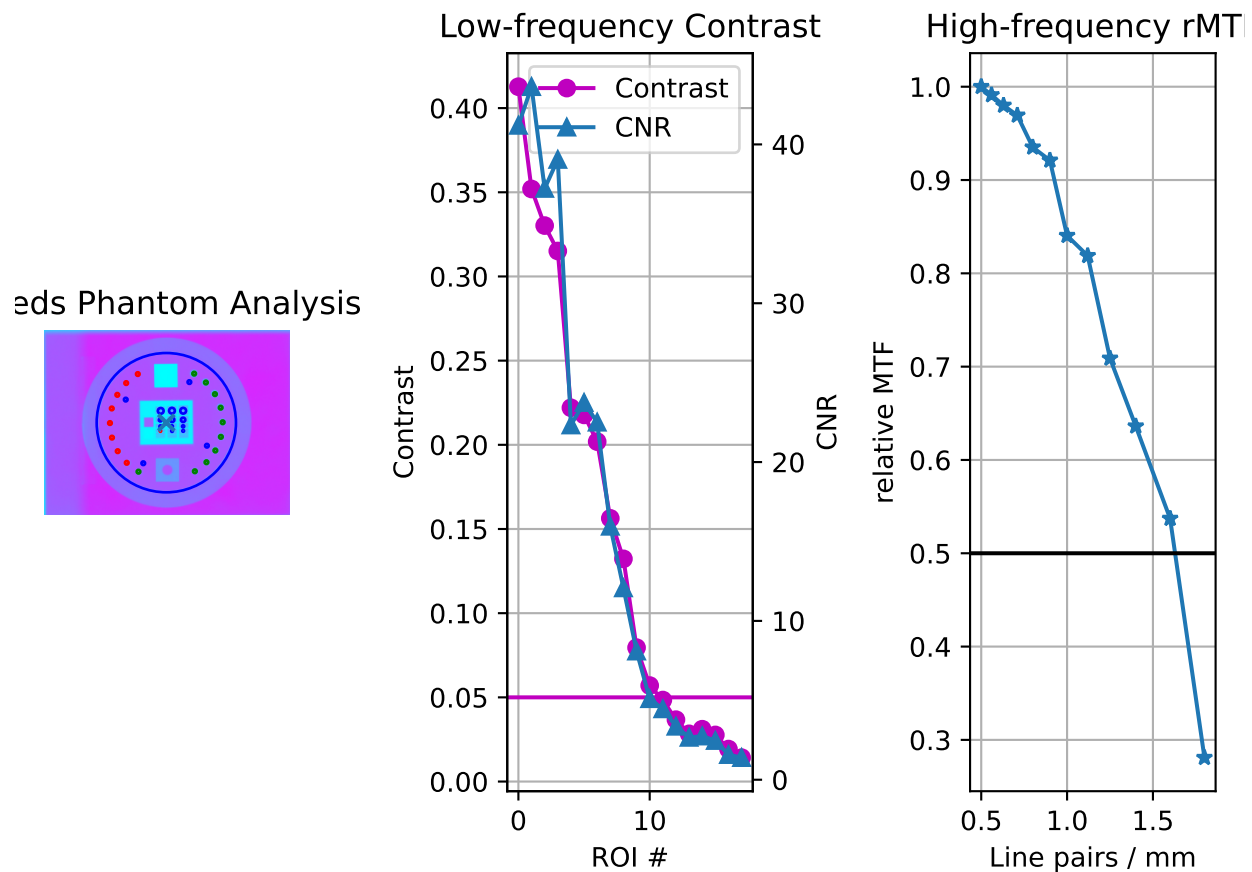 eds Phantom Analysis
Low-frequency Contrast
Contrast
CNR
0.40
0.35
0.30
0.25
0.20
0.15
0.10
0.05
0.00
Contrast
0
10
ROI #
40
30
20
10
0
CNR
High-frequency rMT
1.0
0.9
0.8
0.7
0.6
0.5
0.4
0.3
relative MTF
0.5
1.0
1.5
Line pairs / mm